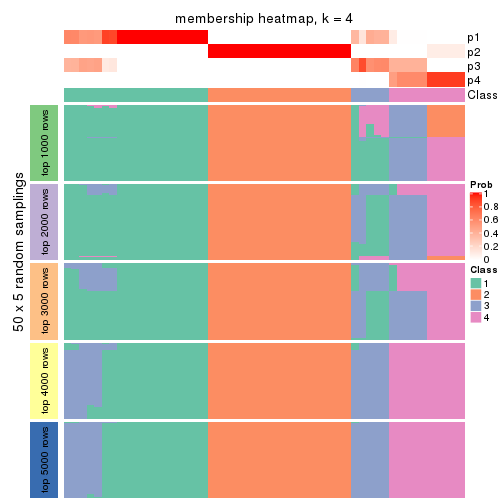 membership heatmap, k = 4
p1
p2
p3
p4
Class
50 x 5 random samplings
top 1000 rows
top 2000 rows
top 3000 rows
top 4000 rows
top 5000 rows
Prob
1
0.8
0.6
0.4
0.2
0
Class
1
2
3
4